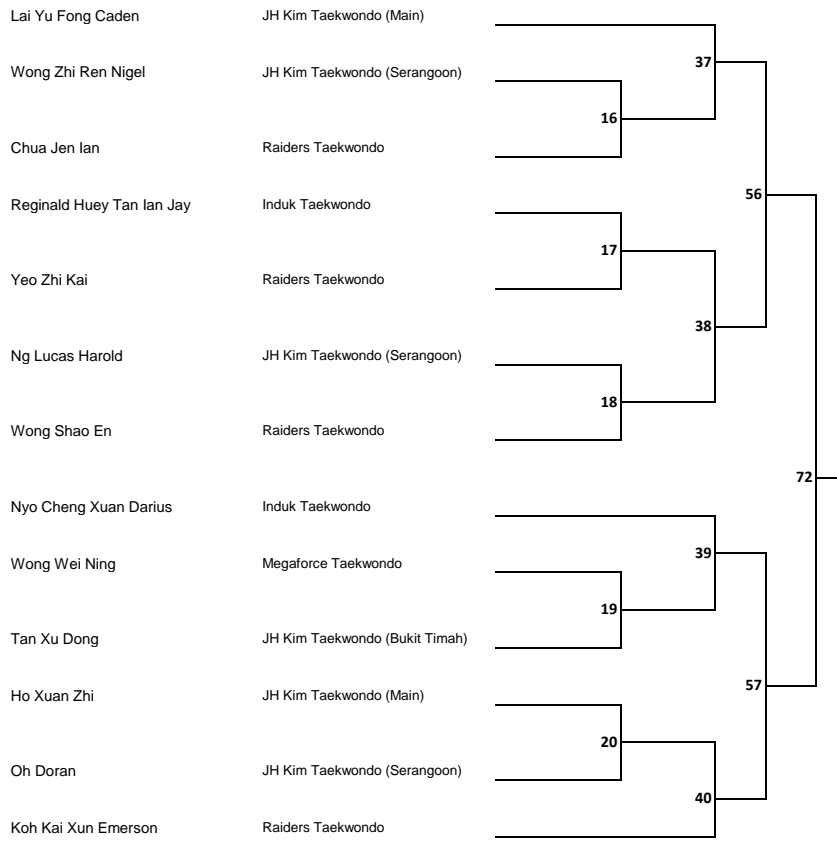 Lai Yu Fong Caden JH Kim Taekwondo (Main)
37
Wong Zhi Ren Nigel JH Kim Taekwondo (Serangoon)
16
Chua Jen Ian Raiders Taekwondo
56
Reginald Huey Tan Ian Jay Induk Taekwondo
17
Yeo Zhi Kai Raiders Taekwondo
38
Ng Lucas Harold JH Kim Taekwondo (Serangoon)
18
Wong Shao En Raiders Taekwondo
72
Nyo Cheng Xuan Darius Induk Taekwondo
39
Wong Wei Ning Megaforce Taekwondo
19
Tan Xu Dong JH Kim Taekwondo (Bukit Timah)
57
Ho Xuan Zhi JH Kim Taekwondo (Main)
20
Oh Doran JH Kim Taekwondo (Serangoon)
40
Koh Kai Xun Emerson Raiders Taekwondo